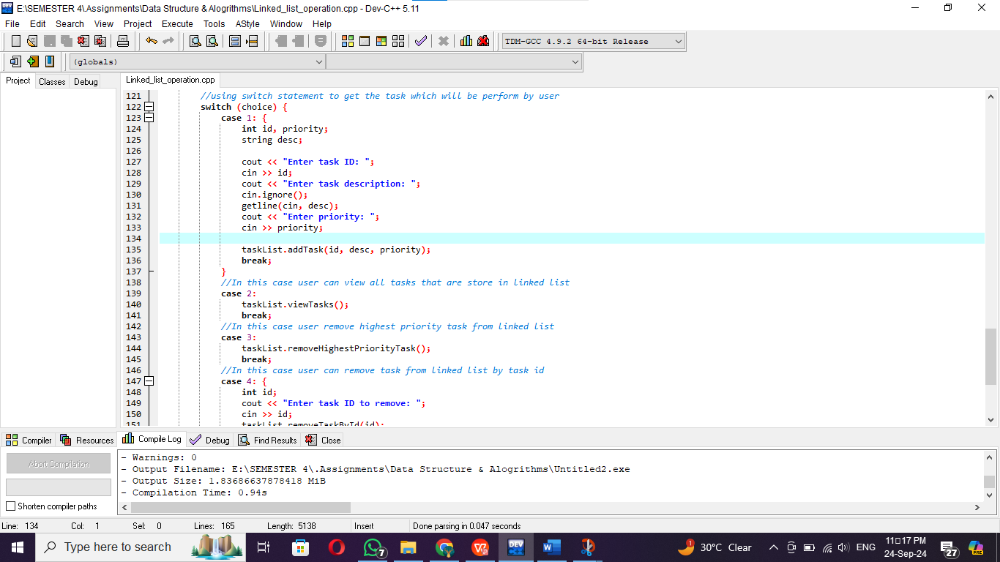 E:\SEMESTER 4\.Assignments\Data Structure & Alogrithms\Linked_list_operation.cpp - Dev-C++ 5.11
File Edit Search View Project Execute Tools AStyle Window Help
TDM-GCC 4.9.2 64-bit Release
(globals)
Project Classes Debug
Linked_list_operation.cpp
121 //using switch statement to get the task which will be perform by user
122 switch (choice) {
123 case 1: {
124 int id, priority;
125 string desc;
126
127 cout << "Enter task ID: ";
128 cin >> id;
129 cout << "Enter task description: ";
130 cin.ignore();
131 getline(cin, desc);
132 cout << "Enter priority: ";
133 cin >> priority;
134
135 taskList.addTask(id, desc, priority);
136 break;
137 }
138 //In this case user can view all tasks that are store in linked list
139 case 2:
140 taskList.viewTasks();
141 break;
142 //In this case user remove highest priority task from linked list
143 case 3:
144 taskList.removeHighestPriorityTask();
145 break;
146 //In this case user can remove task from linked list by task id
147 case 4: {
148 int id;
149 cout << "Enter task ID to remove: ";
150 cin >> id;
151 taskList.removeTaskById(id);
Compiler Resources Compile Log Debug Find Results Close
Abort Compilation
Shorten compiler paths
- Warnings: 0
- Output Filename: E:\SEMESTER 4\.Assignments\Data Structure & Alogrithms\Untitled2.exe
- Output Size: 1.83686637878418 MiB
- Compilation Time: 0.94s
Line: 134 Col: 1 Sel: 0 Lines: 165 Length: 5138 Insert Done parsing in 0.047 seconds
Type here to search
7
DEV
W
1
30°C Clear
ENG
11□17 PM
24-Sep-24
27
PRE